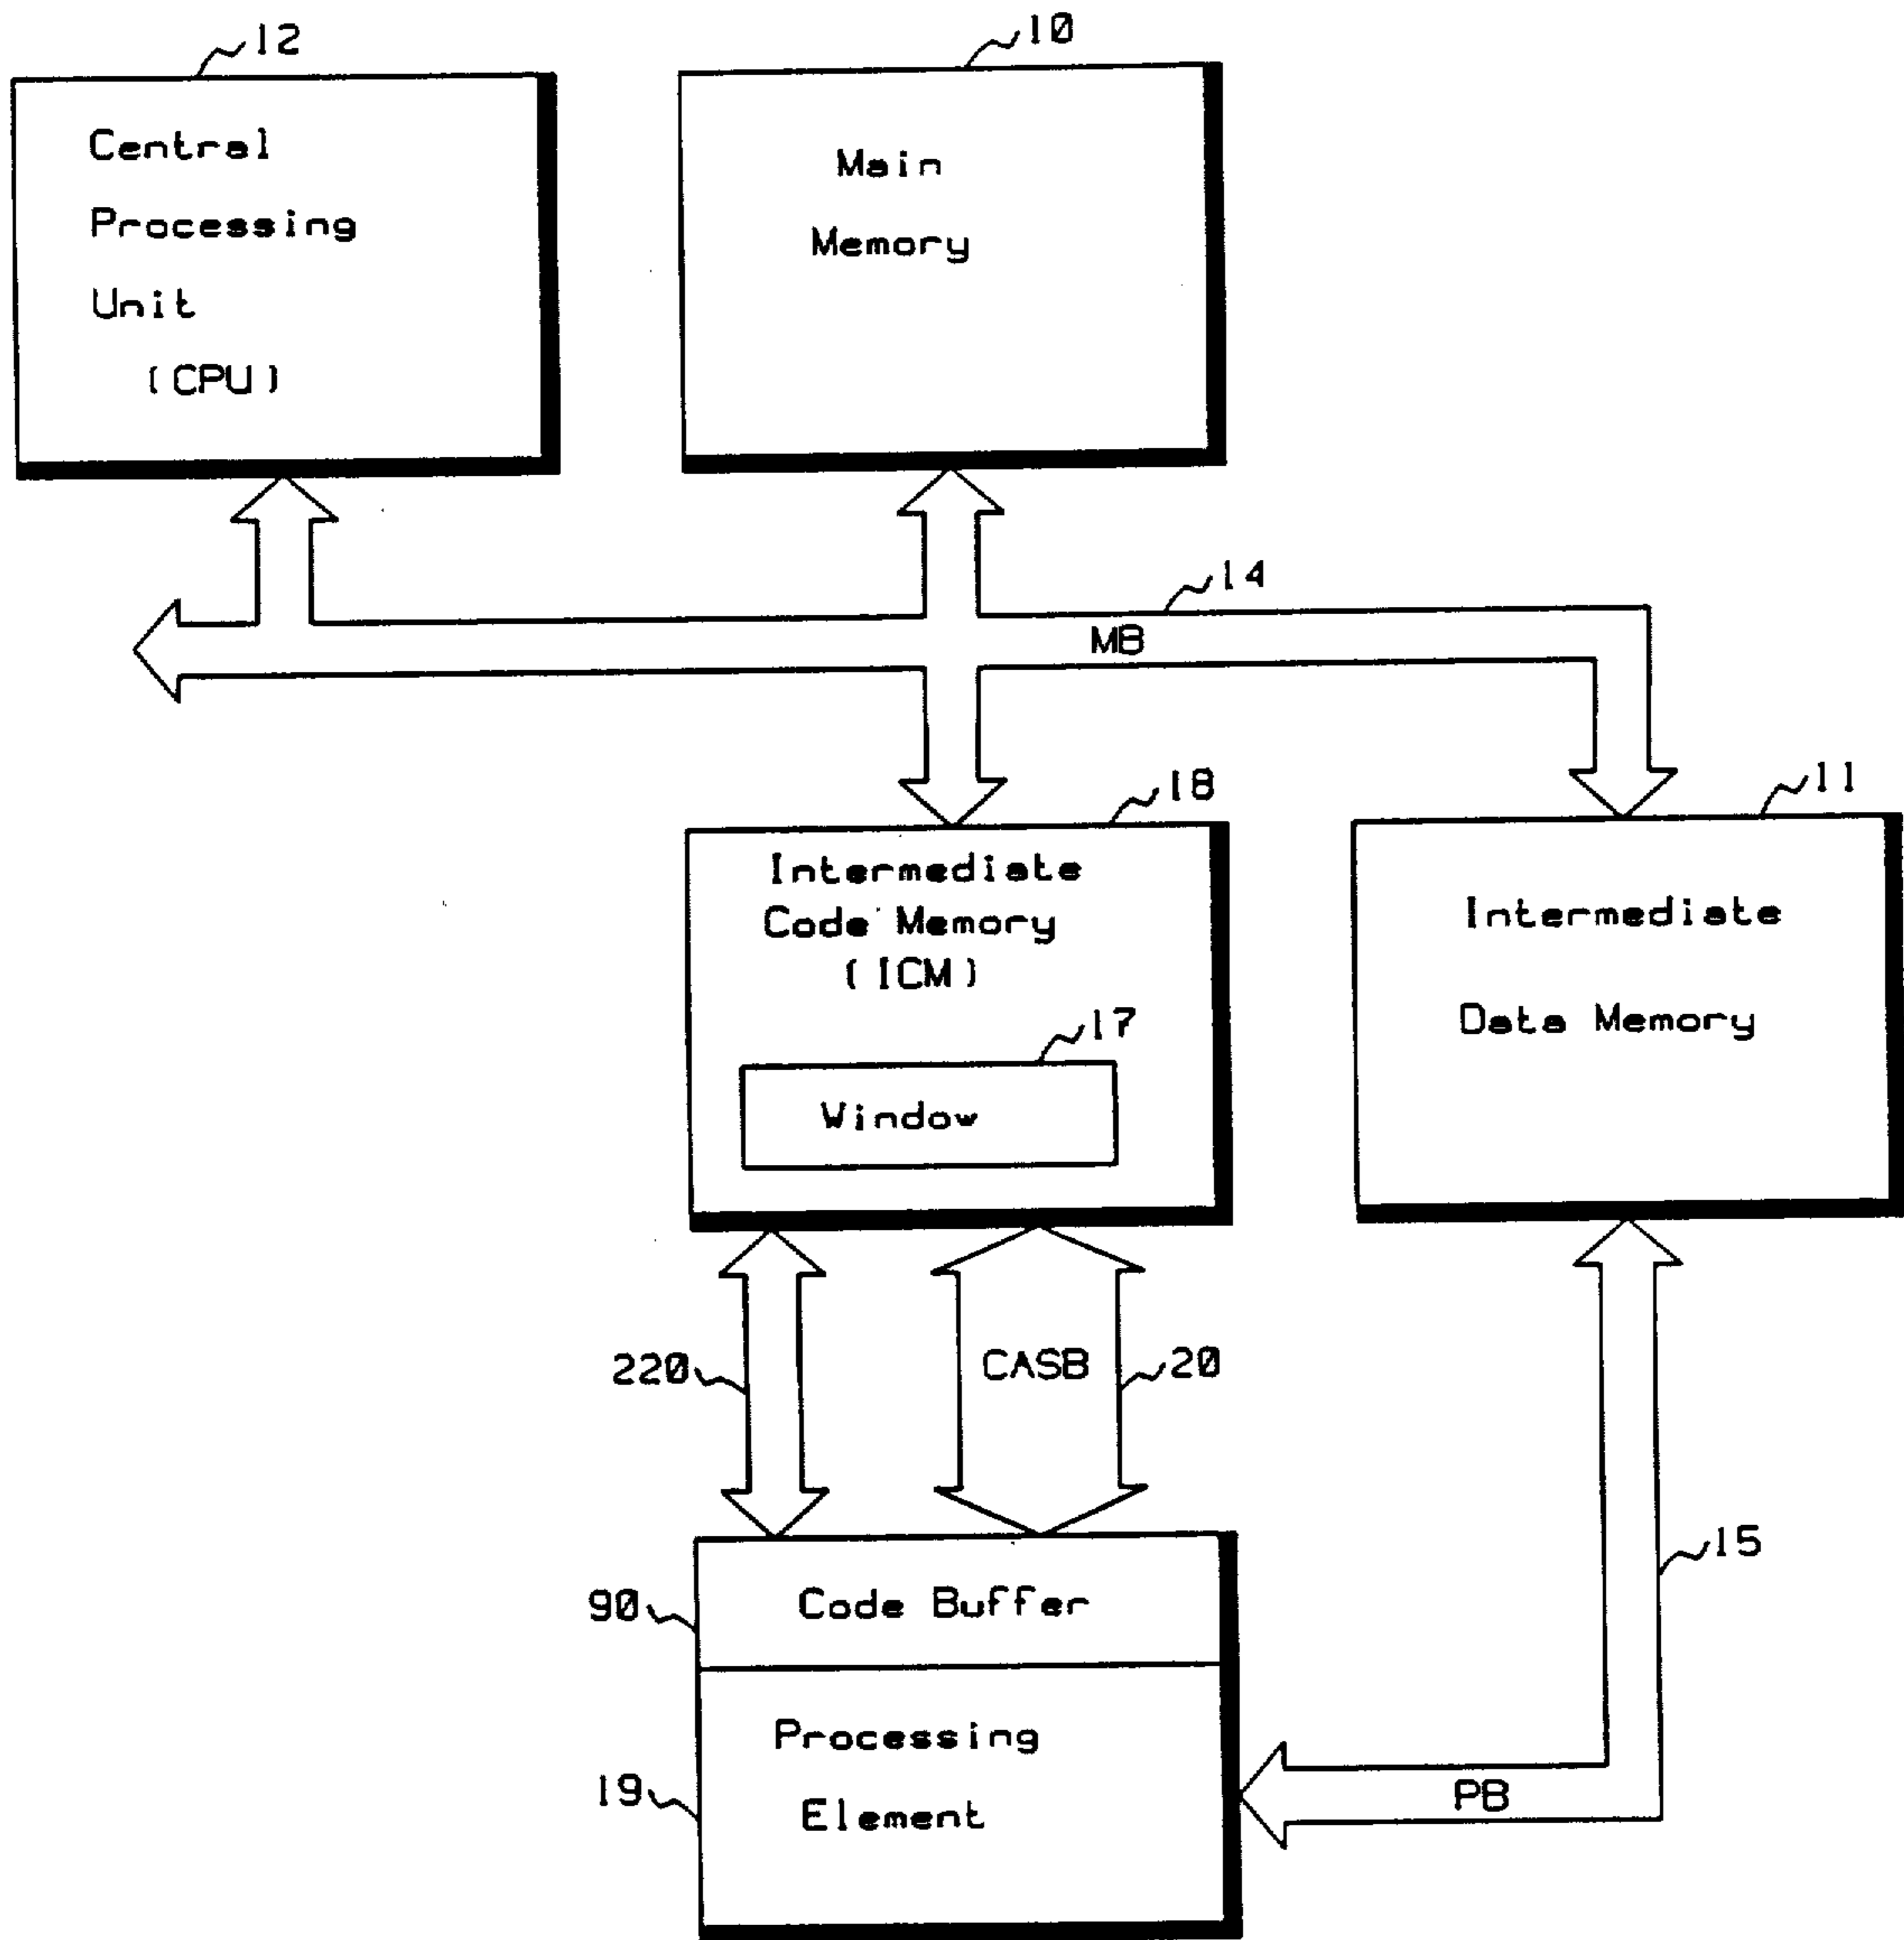 12
10
Central
Processing
Unit
(CPU)
Main
Memory
14
MB
18
11
Intermediate
Code Memory
(ICM)
17
Window
Intermediate
Data Memory
220
CASB
20
15
90
Code Buffer
Processing
19
Element
PB